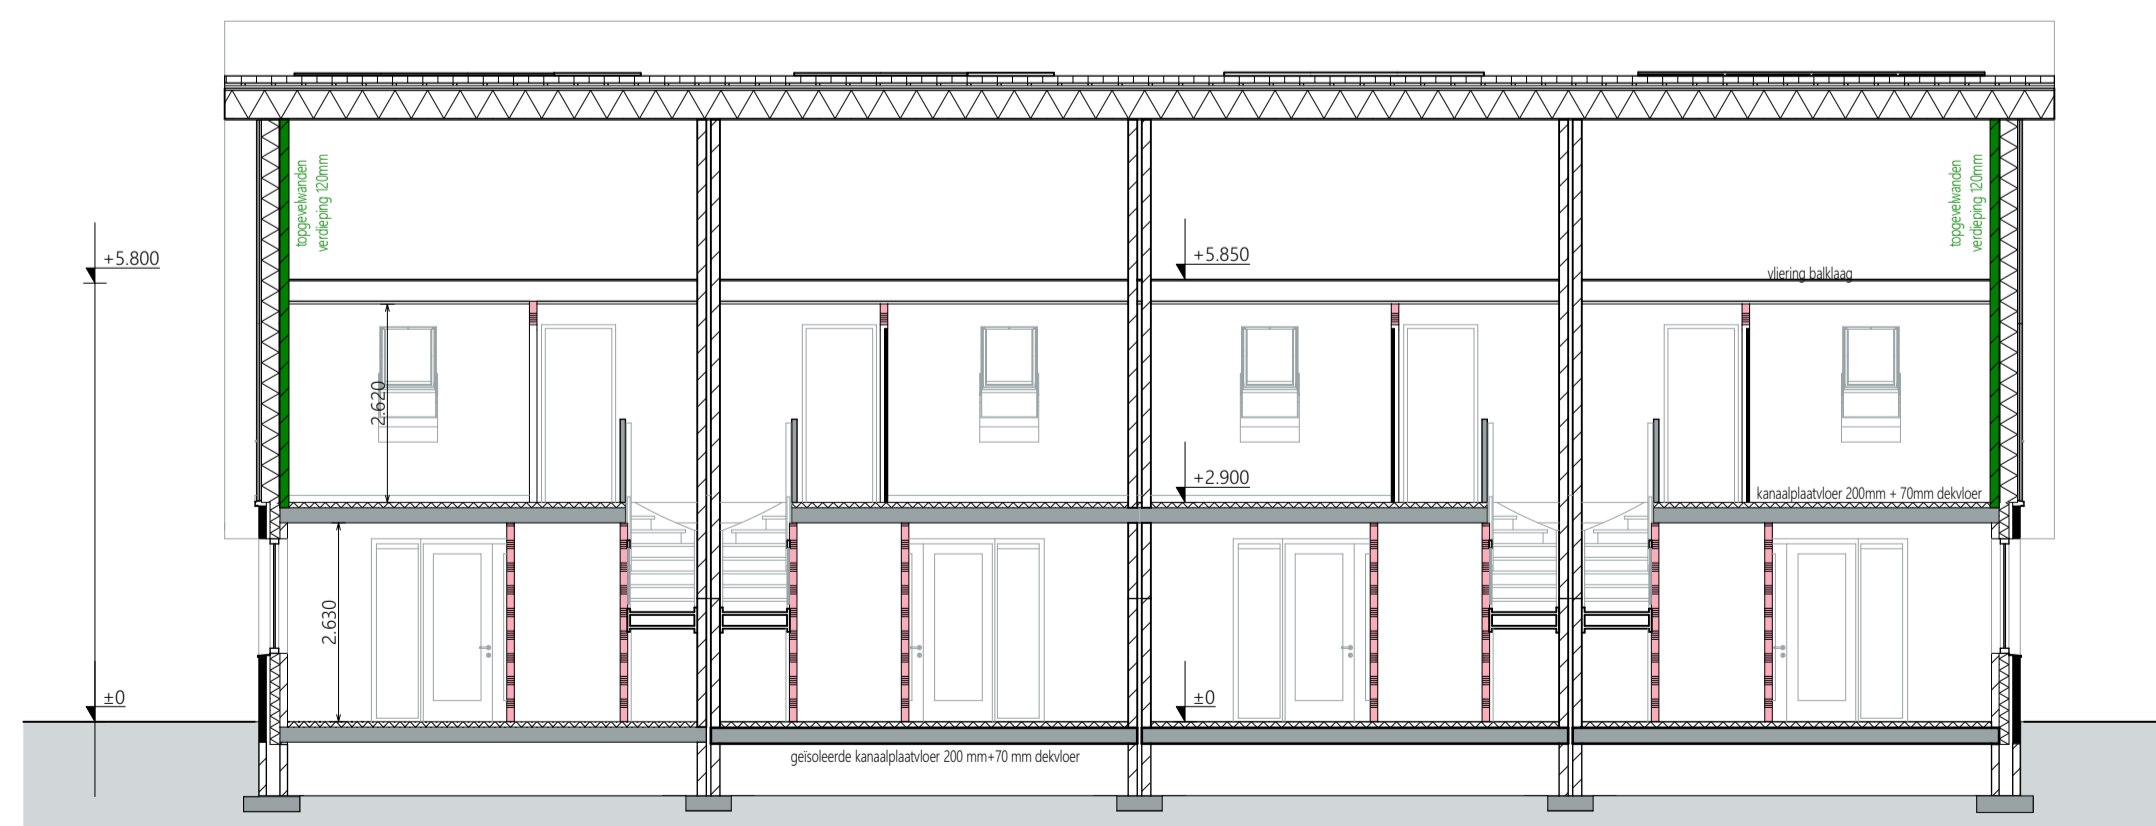 topgevelwanden
verdieping 120mm
topgevelwanden
verdieping 120mm
+5.800
+5.850
vliering balklaag
2.620
+2.900
kanaalplaatvloer 200mm + 70mm dekvloer
2.630
±0
±0
geïsoleerde kanaalplaatvloer 200 mm+70 mm dekvloer